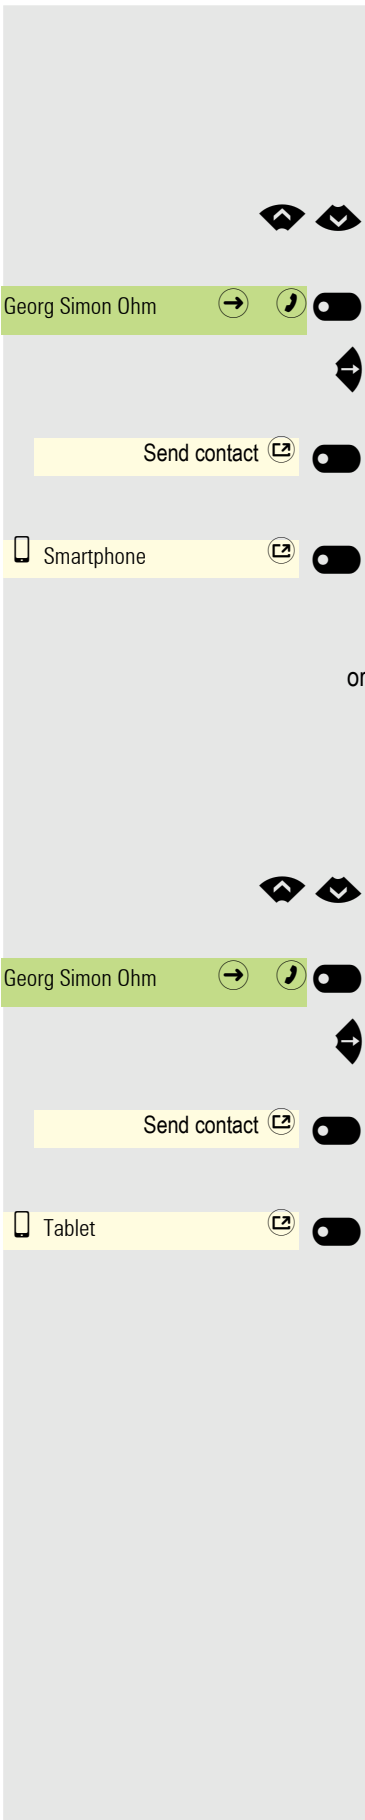 Georg Simon Ohm
Send contact
Smartphone
or
Georg Simon Ohm
Send contact
Tablet